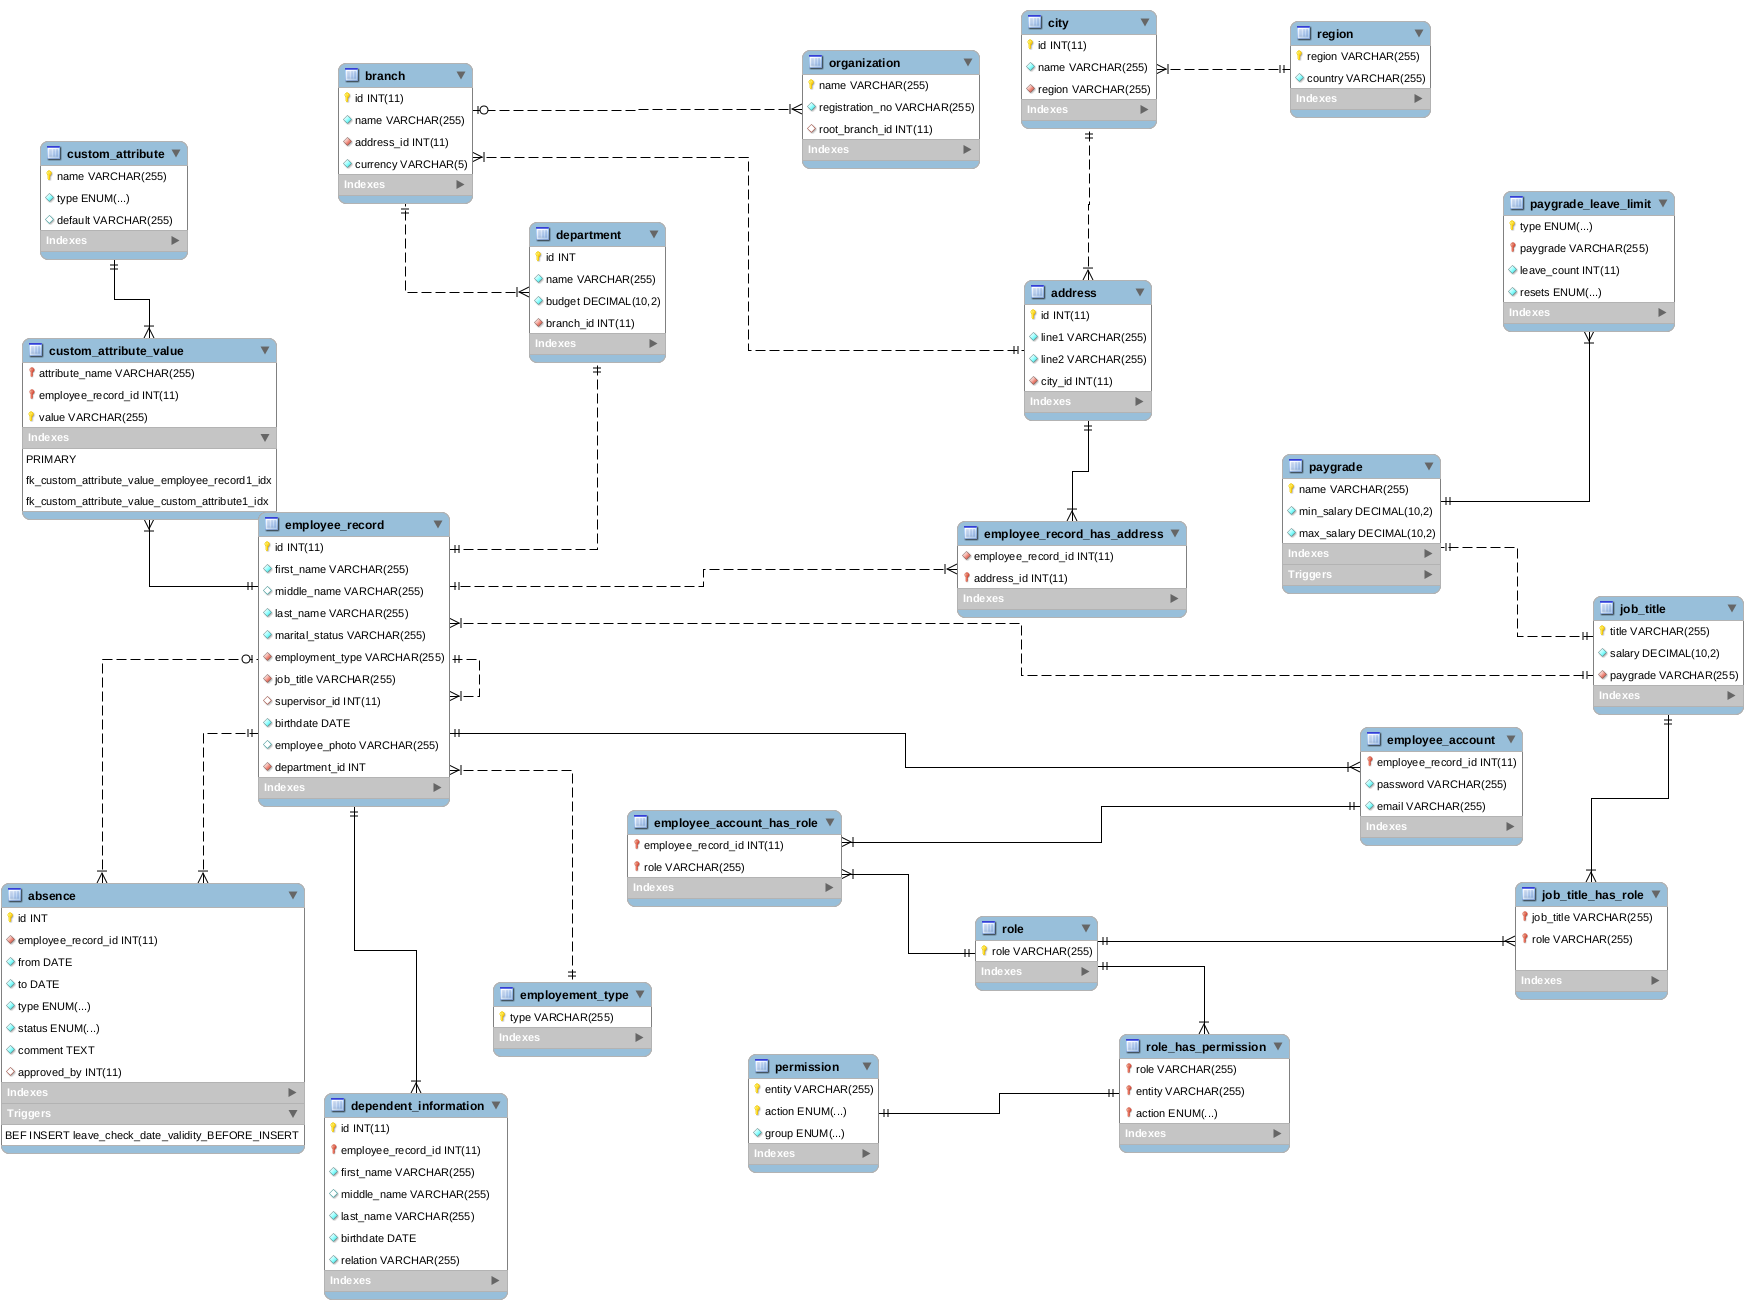 city
id INT(11)
name VARCHAR(255)
region VARCHAR(255)
Indexes
region
region VARCHAR(255)
country VARCHAR(255)
Indexes
organization
name VARCHAR(255)
registration_no VARCHAR(255)
root_branch_id INT(11)
Indexes
branch
id INT(11)
name VARCHAR(255)
address_id INT(11)
currency VARCHAR(5)
Indexes
custom_attribute
name VARCHAR(255)
type ENUM(...)
default VARCHAR(255)
Indexes
department
id INT
name VARCHAR(255)
budget DECIMAL(10,2)
branch_id INT(11)
Indexes
paygrade_leave_limit
type ENUM(...)
paygrade VARCHAR(255)
leave_count INT(11)
resets ENUM(...)
Indexes
address
id INT(11)
line1 VARCHAR(255)
line2 VARCHAR(255)
city_id INT(11)
Indexes
custom_attribute_value
attribute_name VARCHAR(255)
employee_record_id INT(11)
value VARCHAR(255)
Indexes
PRIMARY
fk_custom_attribute_value_employee_record1_idx
fk_custom_attribute_value_custom_attribute1_idx
paygrade
name VARCHAR(255)
min_salary DECIMAL(10,2)
max_salary DECIMAL(10,2)
Indexes
Triggers
employee_record
id INT(11)
first_name VARCHAR(255)
middle_name VARCHAR(255)
last_name VARCHAR(255)
marital_status VARCHAR(255)
employment_type VARCHAR(255)
job_title VARCHAR(255)
supervisor_id INT(11)
birthdate DATE
employee_photo VARCHAR(255)
department_id INT
Indexes
employee_record_has_address
employee_record_id INT(11)
address_id INT(11)
Indexes
job_title
title VARCHAR(255)
salary DECIMAL(10,2)
paygrade VARCHAR(255)
Indexes
employee_account
employee_record_id INT(11)
password VARCHAR(255)
email VARCHAR(255)
Indexes
employee_account_has_role
employee_record_id INT(11)
role VARCHAR(255)
Indexes
absence
id INT
employee_record_id INT(11)
from DATE
to DATE
type ENUM(...)
status ENUM(...)
comment TEXT
approved_by INT(11)
Indexes
Triggers
BEF INSERT leave_check_date_validity_BEFORE_INSERT
job_title_has_role
job_title VARCHAR(255)
role VARCHAR(255)
Indexes
role
role VARCHAR(255)
Indexes
employement_type
type VARCHAR(255)
Indexes
role_has_permission
role VARCHAR(255)
entity VARCHAR(255)
action ENUM(...)
Indexes
permission
entity VARCHAR(255)
action ENUM(...)
group ENUM(...)
Indexes
dependent_information
id INT(11)
employee_record_id INT(11)
first_name VARCHAR(255)
middle_name VARCHAR(255)
last_name VARCHAR(255)
birthdate DATE
relation VARCHAR(255)
Indexes